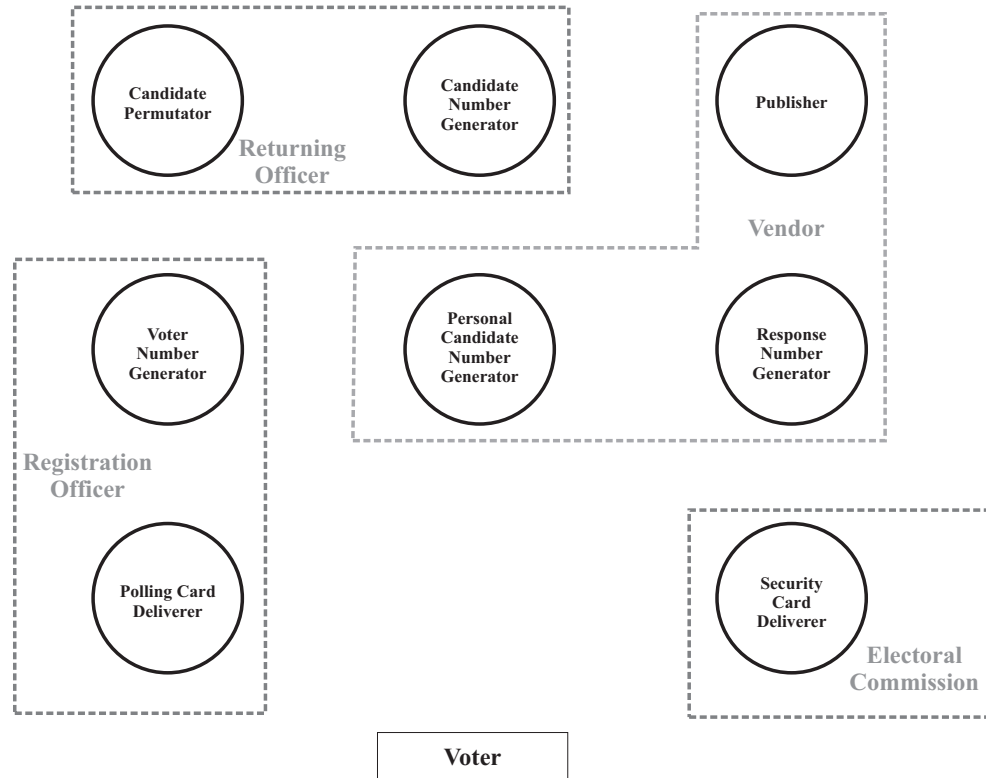 Candidate
Permutator
Candidate
Number
Generator
Publisher
Returning
Officer
Vendor
Voter
Number
Generator
Personal
Candidate
Number
Generator
Response
Number
Generator
Registration
Officer
Polling Card
Deliverer
Security
Card
Deliverer
Electoral
Commission
Voter